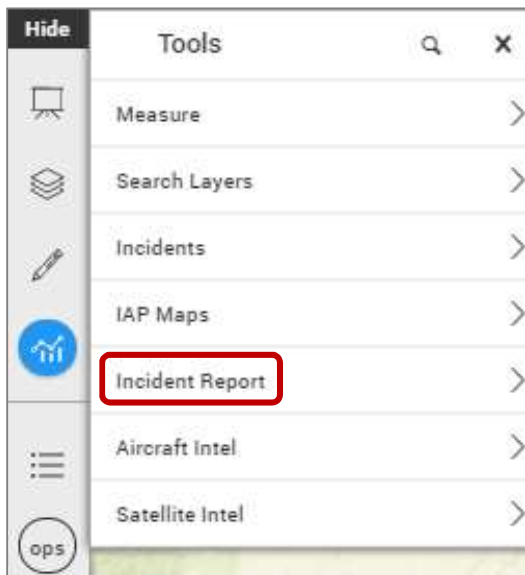 Hide
Tools
Measure
Search Layers
Incidents
IAP Maps
Incident Report
Aircraft Intel
Satellite Intel
ops